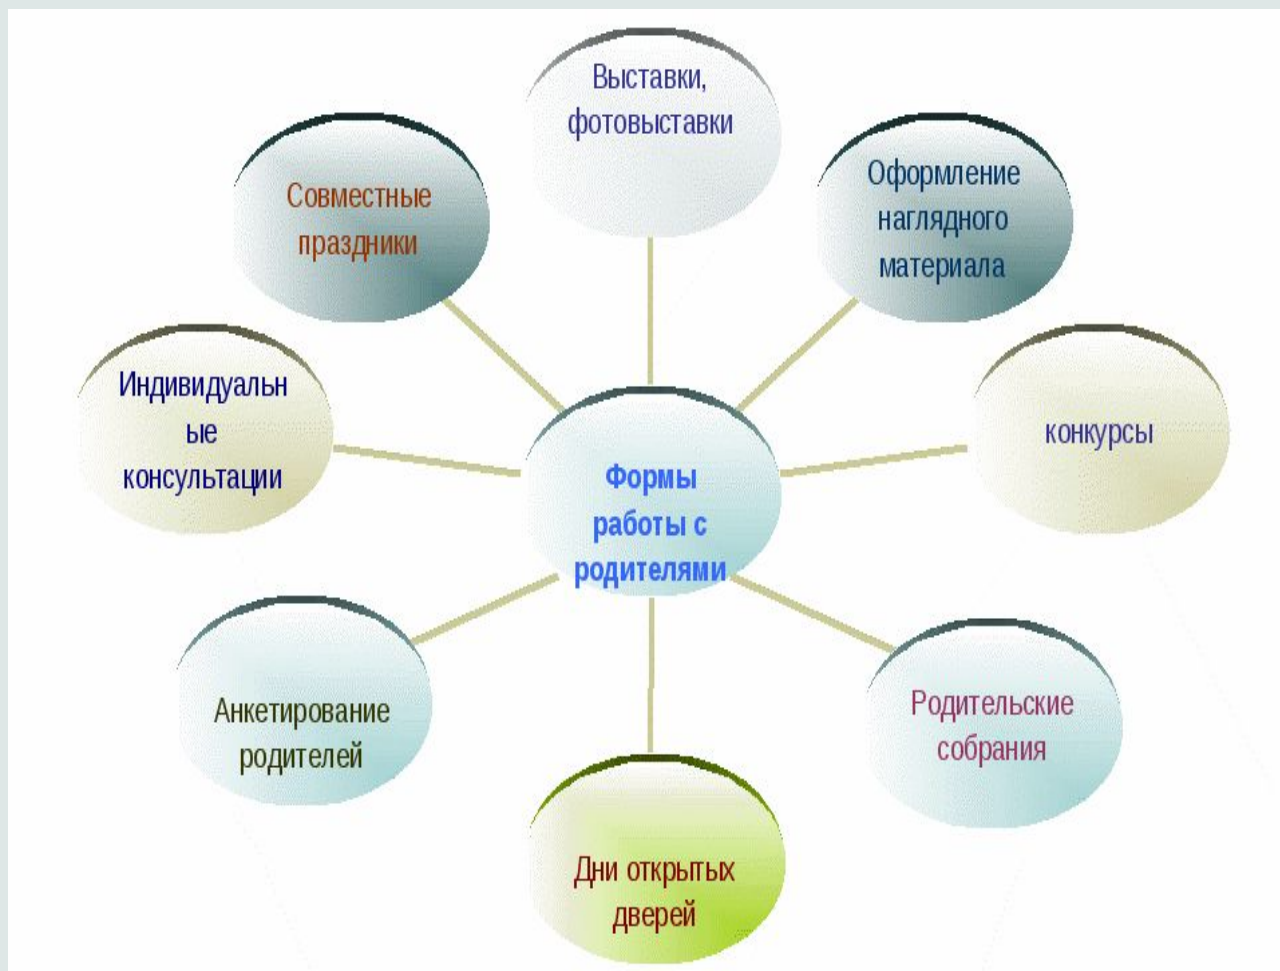 Выставки,
фотовыставки
Совместные
праздники
Оформление
наглядного
материала
Индивидуальн
ые
консультации
конкурсы
Формы
работы с
родителями
Анкетирование
родителей
Родительские
собрания
Дни открытых
дверей